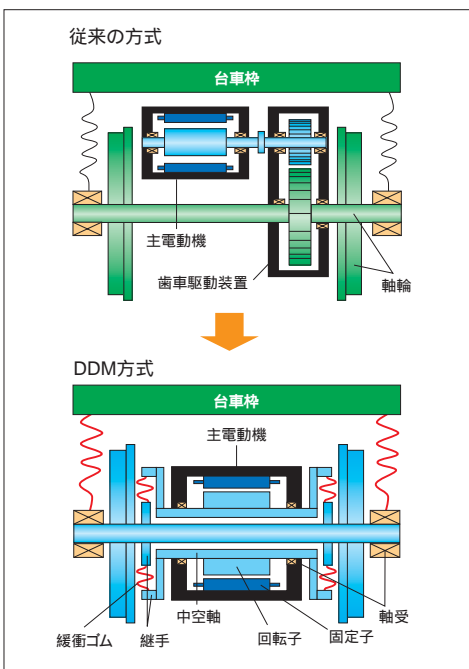 従来の方式
台車枠
主電動機
歯車駆動装置
軸輪
DDM方式
台車枠
主電動機
緩衝ゴム
継手
中空軸
回転子
固定子
軸受